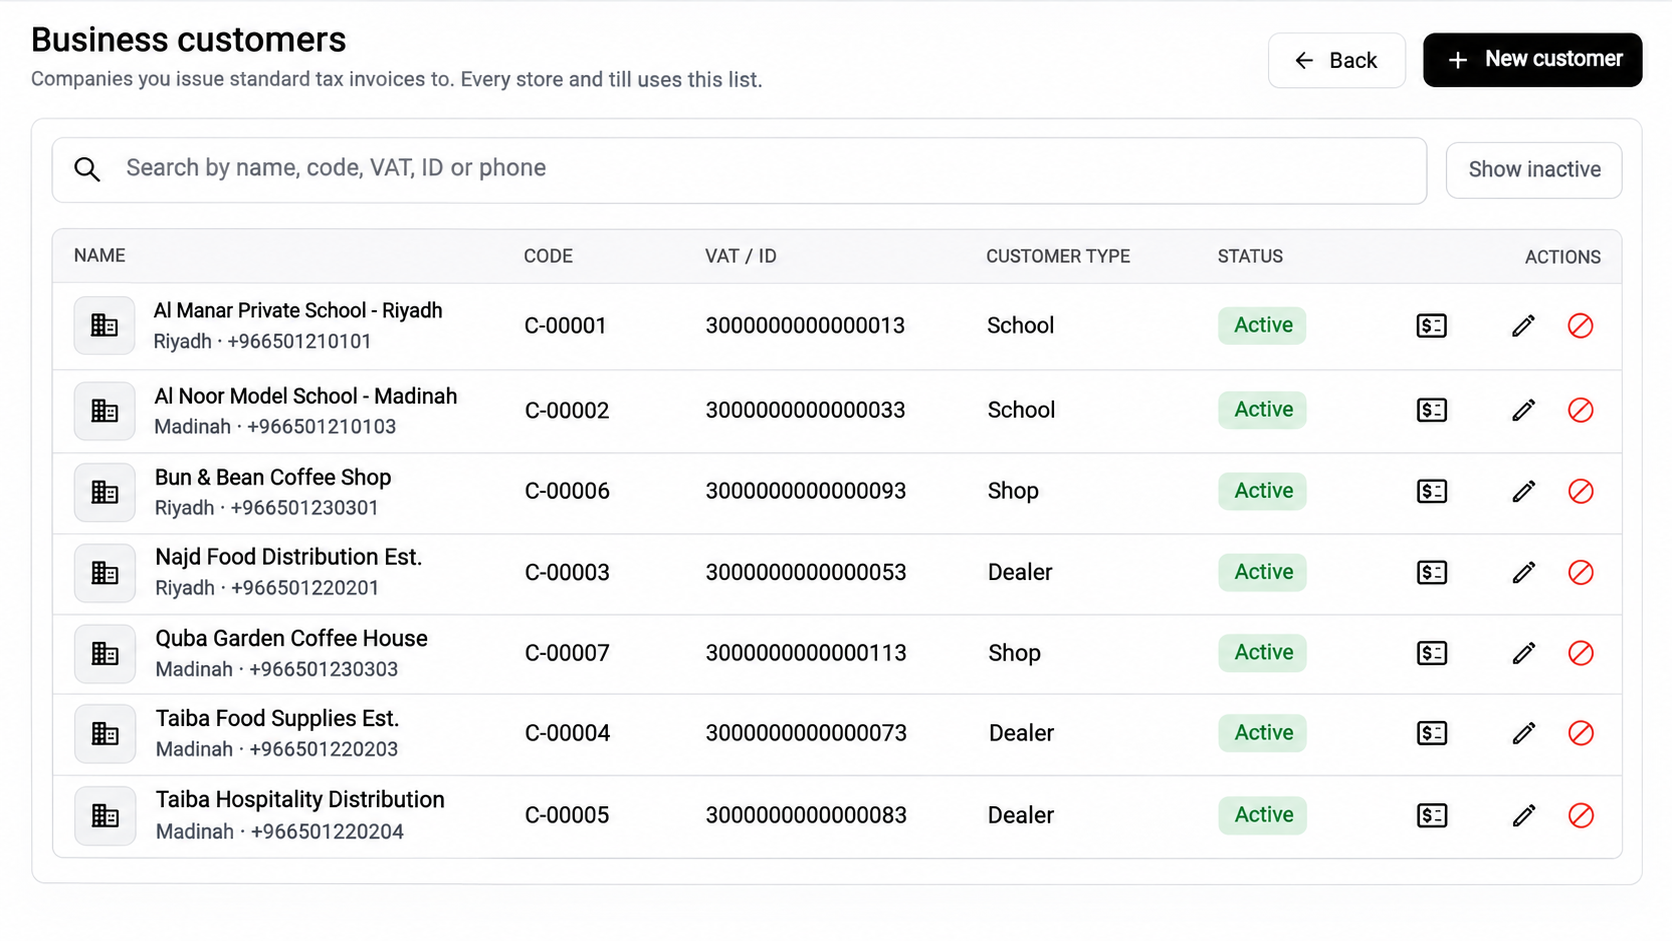 Business customers
Companies you issue standard tax invoices to. Every store and till uses this list.
Back
New customer
Search by name, code, VAT, ID or phone
Show inactive
NAME CODE VAT / ID CUSTOMER TYPE STATUS ACTIONS
Al Manar Private School - Riyadh
Riyadh · +966501210101
C-00001 3000000000000013 School Active
Al Noor Model School - Madinah
Madinah · +966501210103
C-00002 3000000000000033 School Active
Bun & Bean Coffee Shop
Riyadh · +966501230301
C-00006 3000000000000093 Shop Active
Najd Food Distribution Est.
Riyadh · +966501220201
C-00003 3000000000000053 Dealer Active
Quba Garden Coffee House
Madinah · +966501230303
C-00007 3000000000000113 Shop Active
Taiba Food Supplies Est.
Madinah · +966501220203
C-00004 3000000000000073 Dealer Active
Taiba Hospitality Distribution
Madinah · +966501220204
C-00005 3000000000000083 Dealer Active